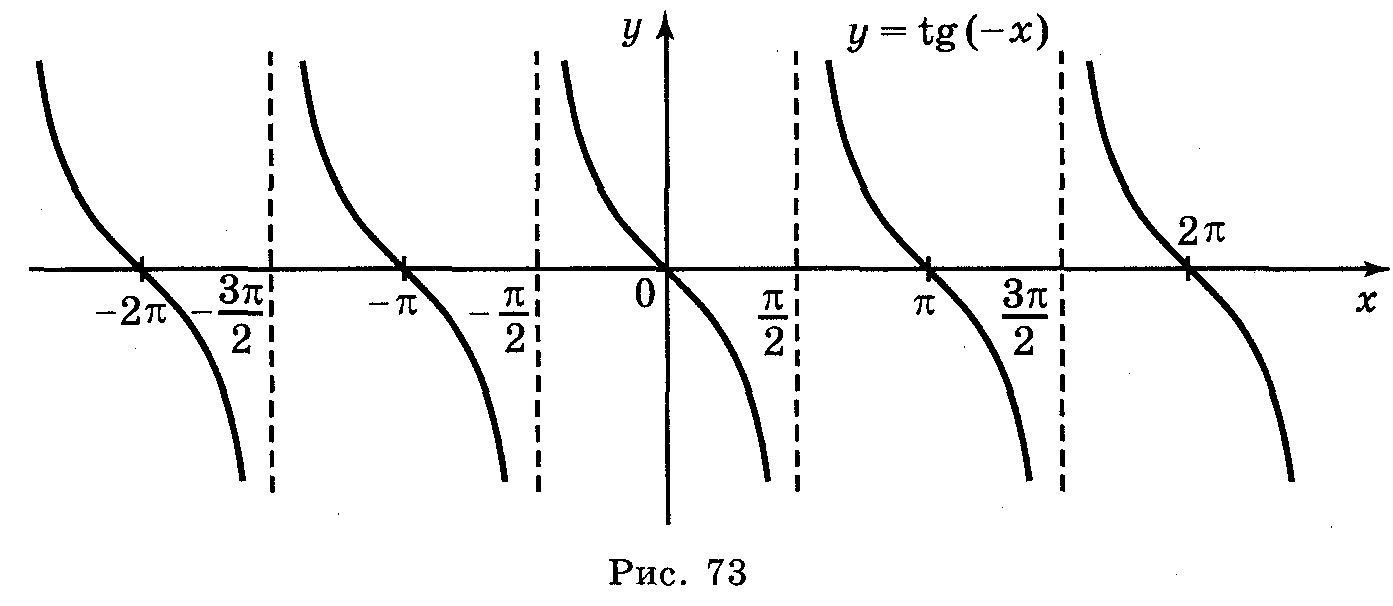 y
y = tg (−x)
2π
−2π
−3π/2
−π
−π/2
0
π/2
π
3π/2
x
Рис. 73